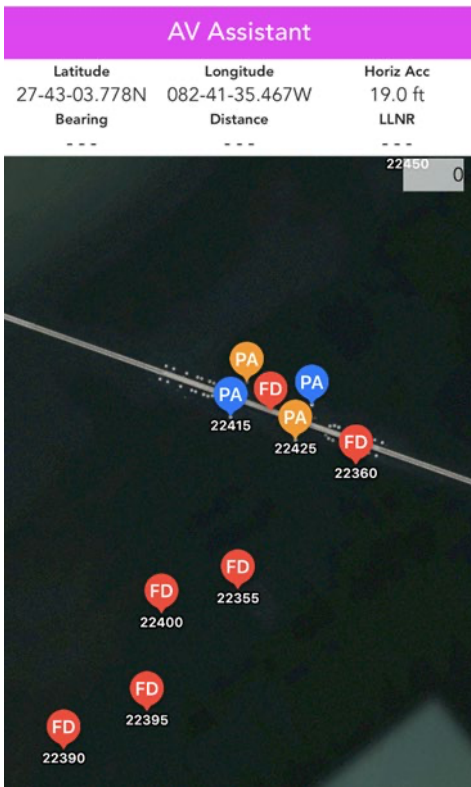 AV Assistant
Latitude Longitude Horiz Acc
27-43-03.778N 082-41-35.467W 19.0 ft
Bearing Distance LLNR
--- --- ---
22450
0
PA
FD PA
PA
22415
PA
22425
FD
22360
FD
22355
FD
22400
FD
22395
FD
22390